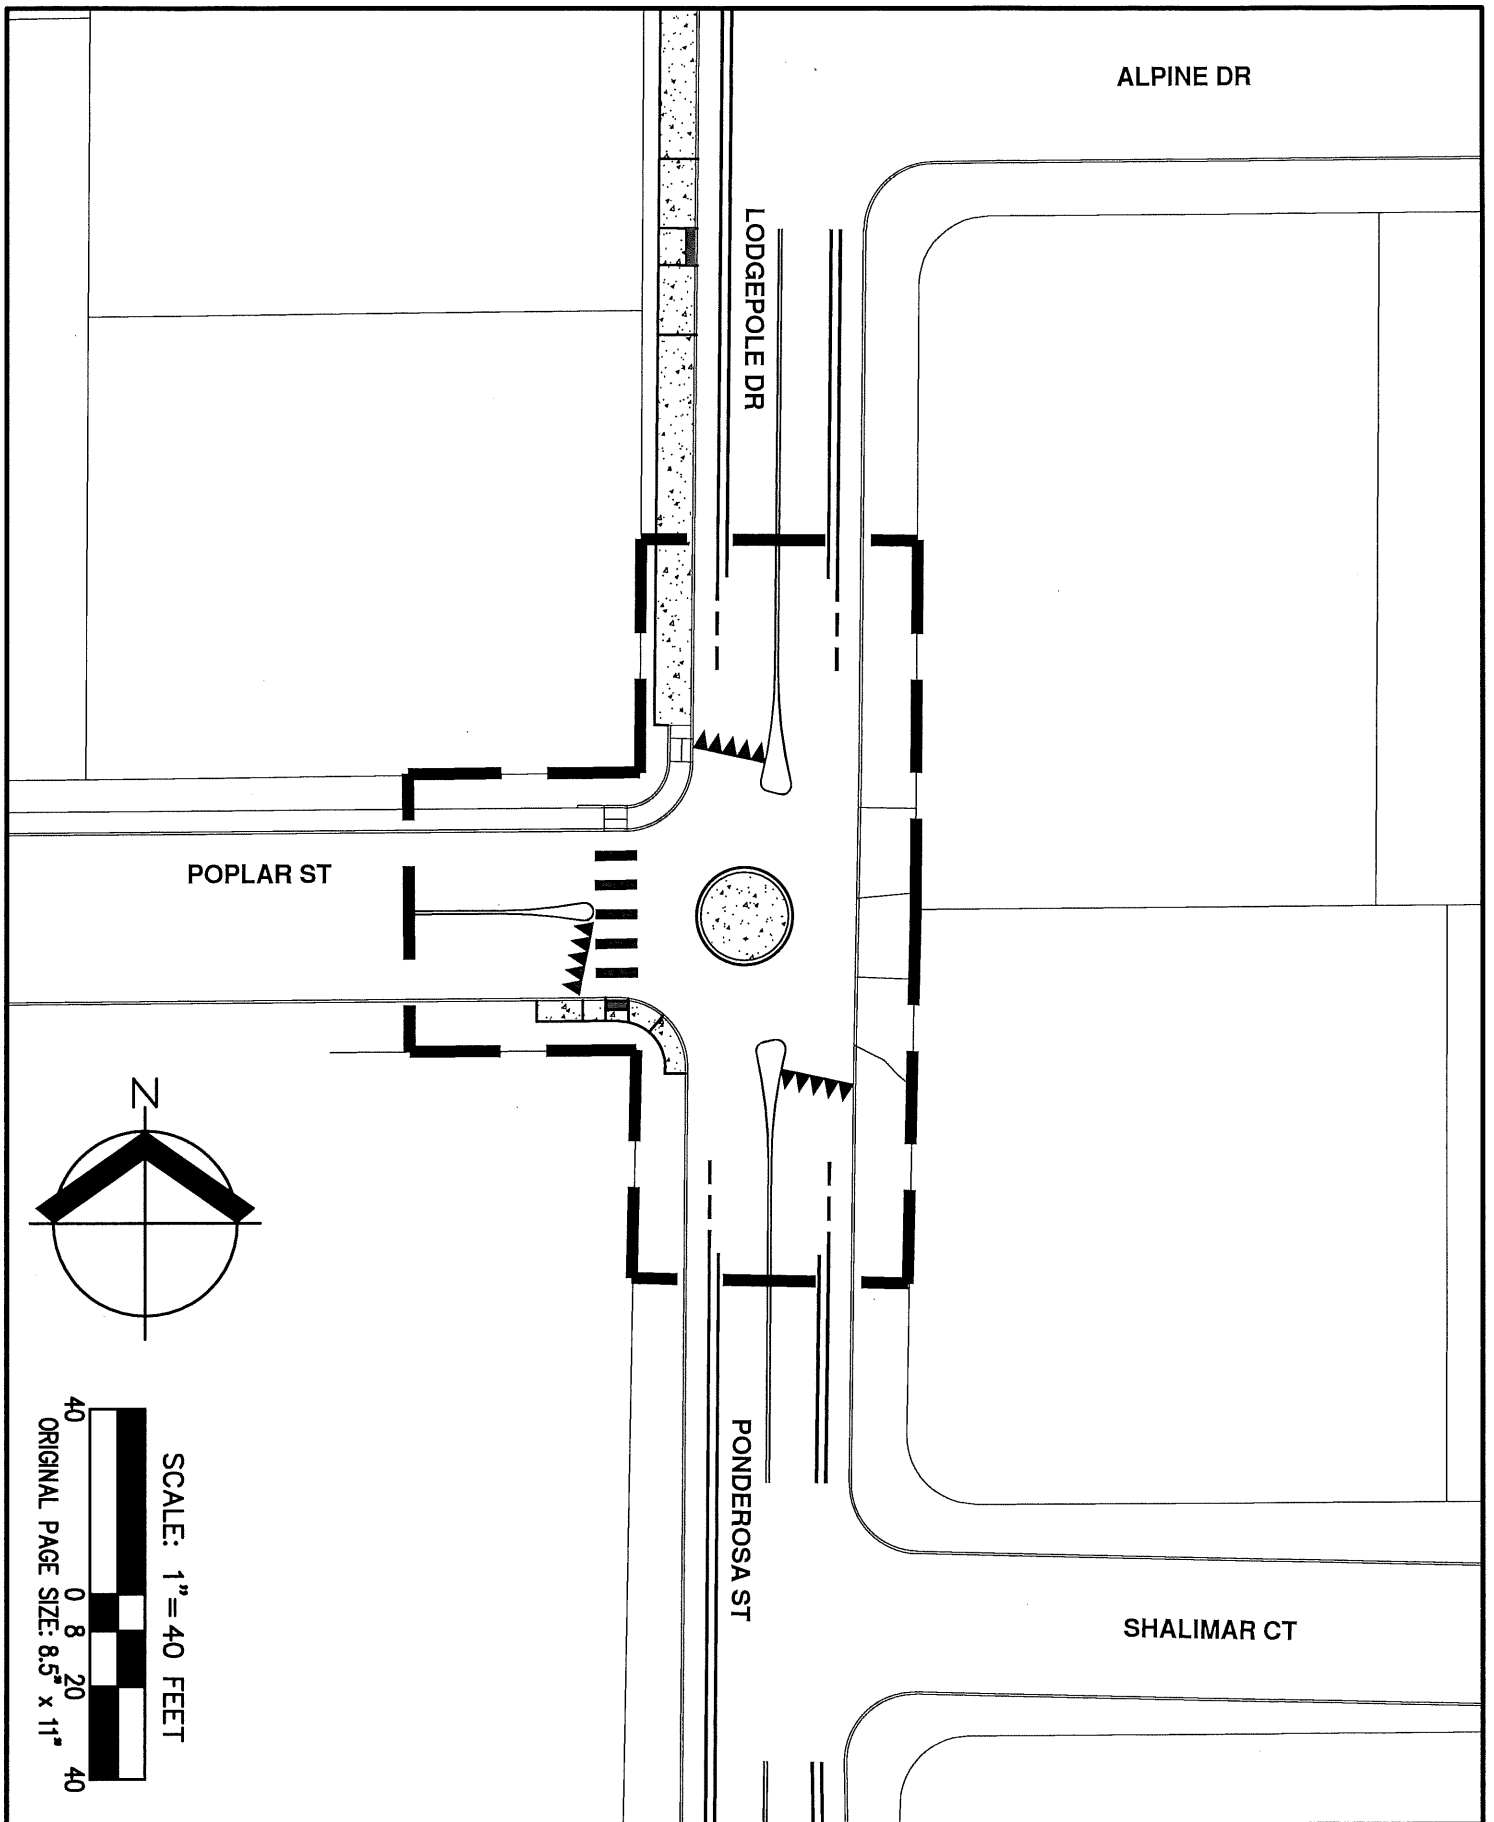 ALPINE DR
LODGEPOLE DR
POPLAR ST
N
PONDEROSA ST
SHALIMAR CT
SCALE: 1"= 40 FEET
40 0 8 20 40
ORIGINAL PAGE SIZE: 8.5" x 11"